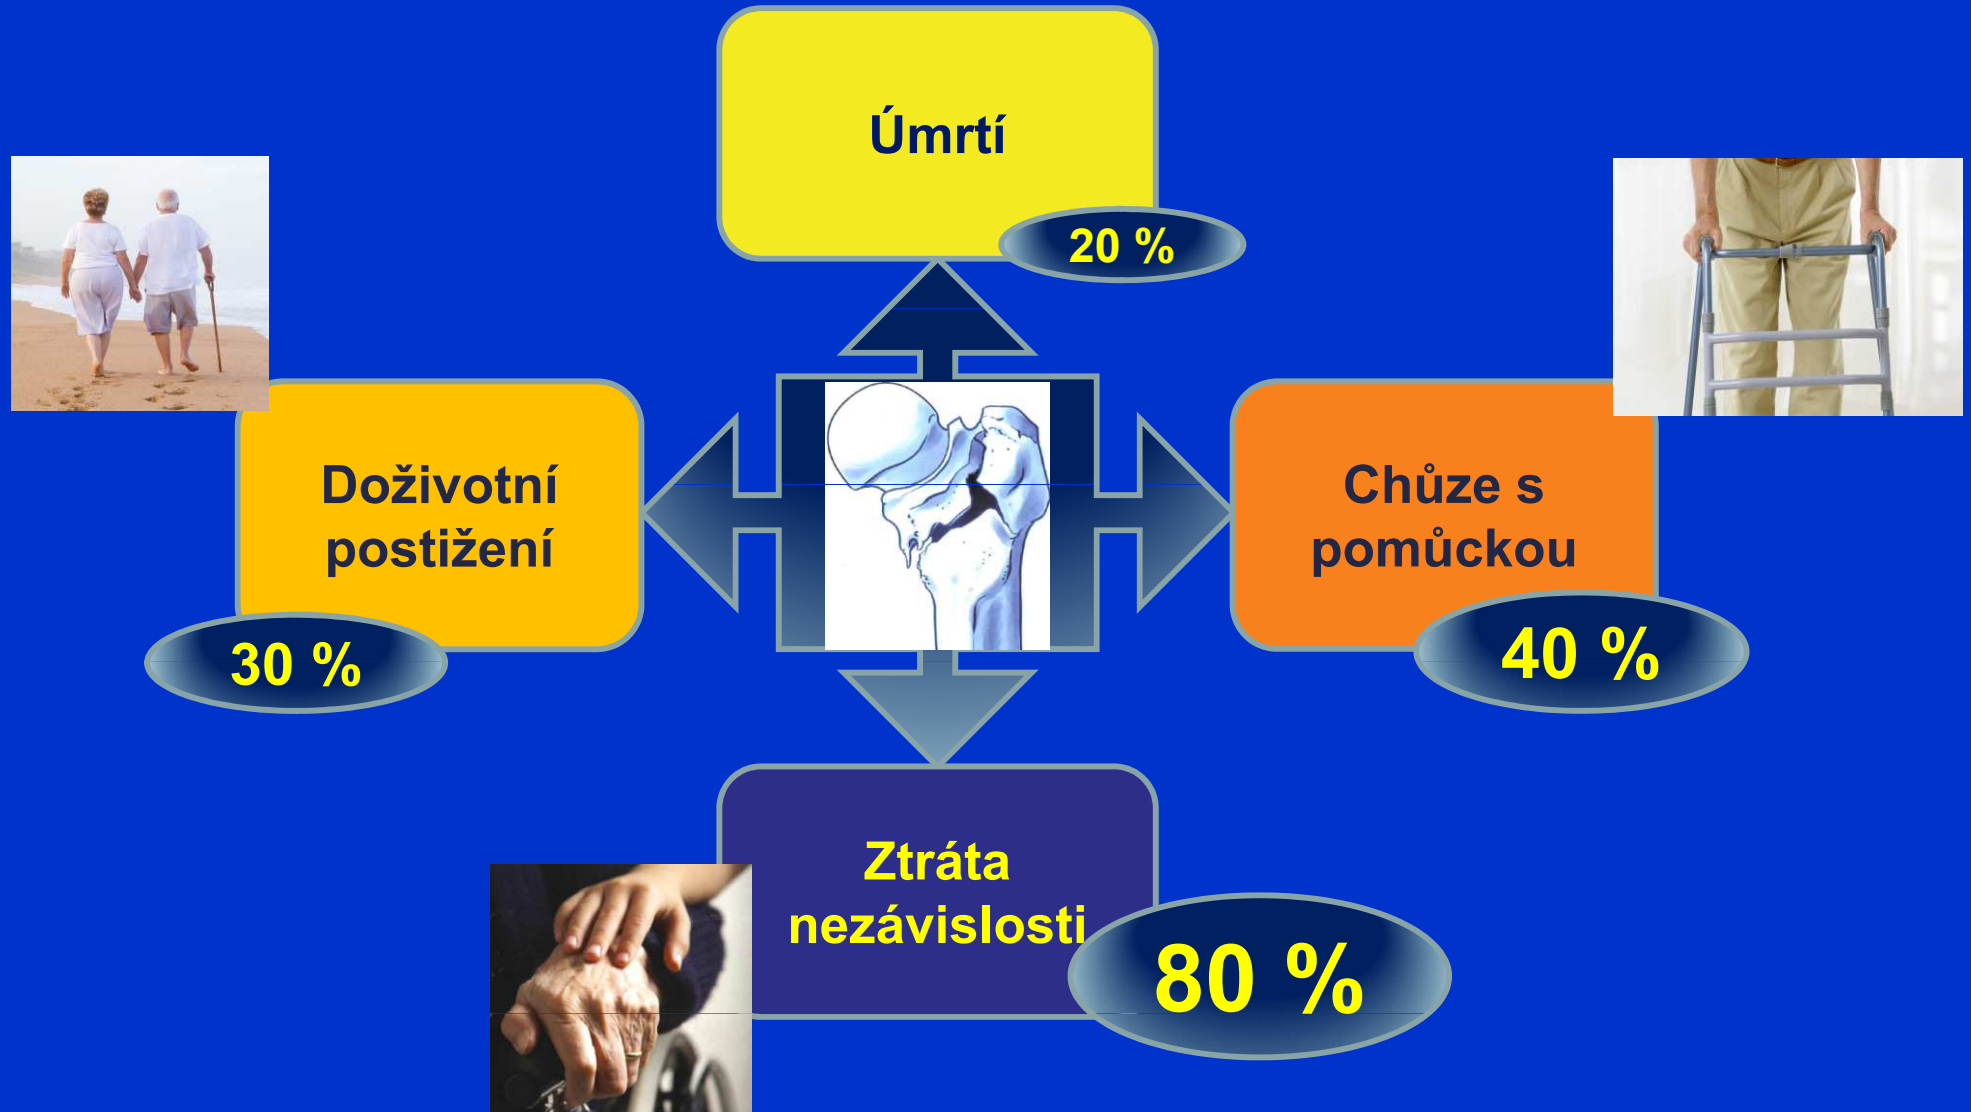 Úmrtí
20 %
Doživotní
postižení
30 %
Chůze s
pomůckou
40 %
Ztráta
nezávislosti
80 %